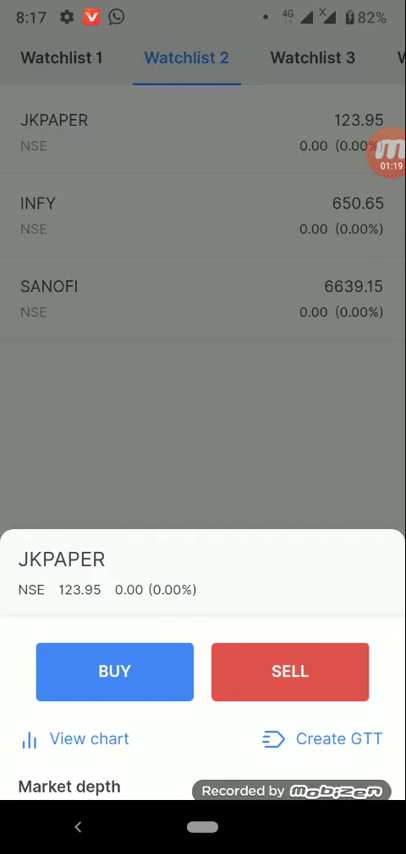 8:17 4G X 82%
Watchlist 1 Watchlist 2 Watchlist 3
JKPAPER 123.95
NSE 0.00 (0.00%)
01:19
INFY 650.65
NSE 0.00 (0.00%)
SANOFI 6639.15
NSE 0.00 (0.00%)
JKPAPER
NSE 123.95 0.00 (0.00%)
BUY SELL
View chart Create GTT
Market depth
Recorded by mobizen